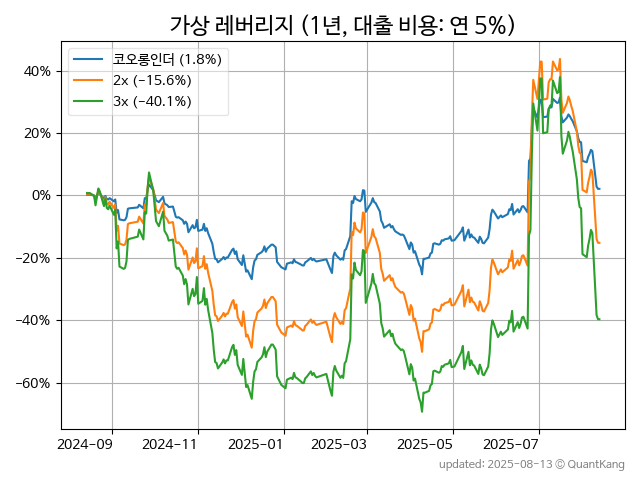 가상 레버리지 (1년, 대출 비용: 연 5%)
코오롱인더 (1.8%)
2x (−15.6%)
3x (−40.1%)
40%
20%
0%
−20%
−40%
−60%
2024-09 2024-11 2025-01 2025-03 2025-05 2025-07
updated: 2025-08-13 © QuantKang